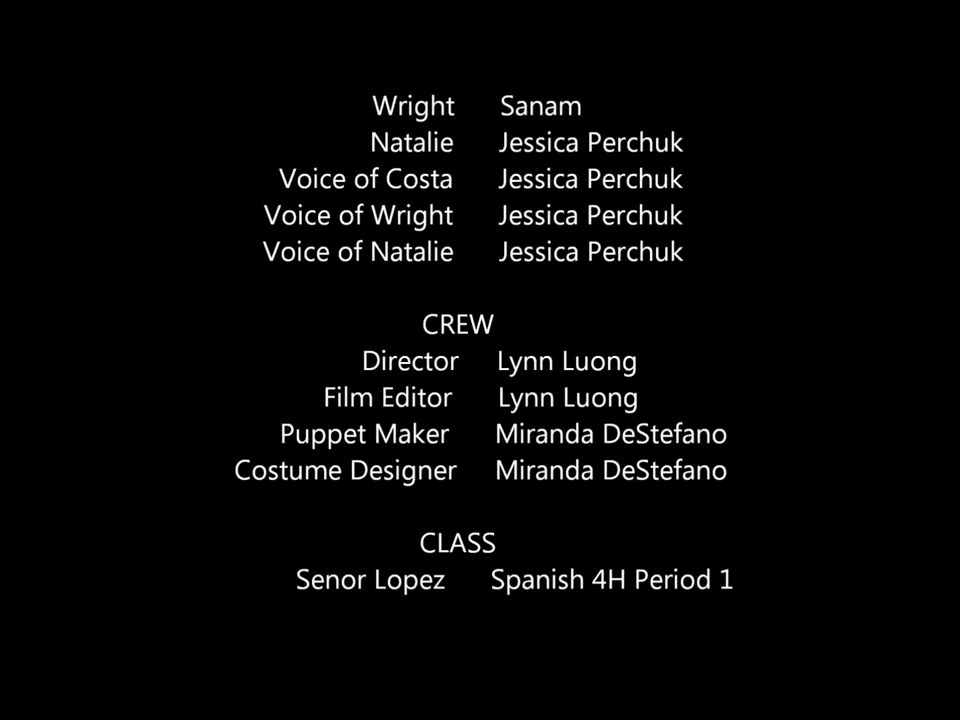 Wright Sanam
Natalie Jessica Perchuk
Voice of Costa Jessica Perchuk
Voice of Wright Jessica Perchuk
Voice of Natalie Jessica Perchuk
CREW
Director Lynn Luong
Film Editor Lynn Luong
Puppet Maker Miranda DeStefano
Costume Designer Miranda DeStefano
CLASS
Senor Lopez Spanish 4H Period 1